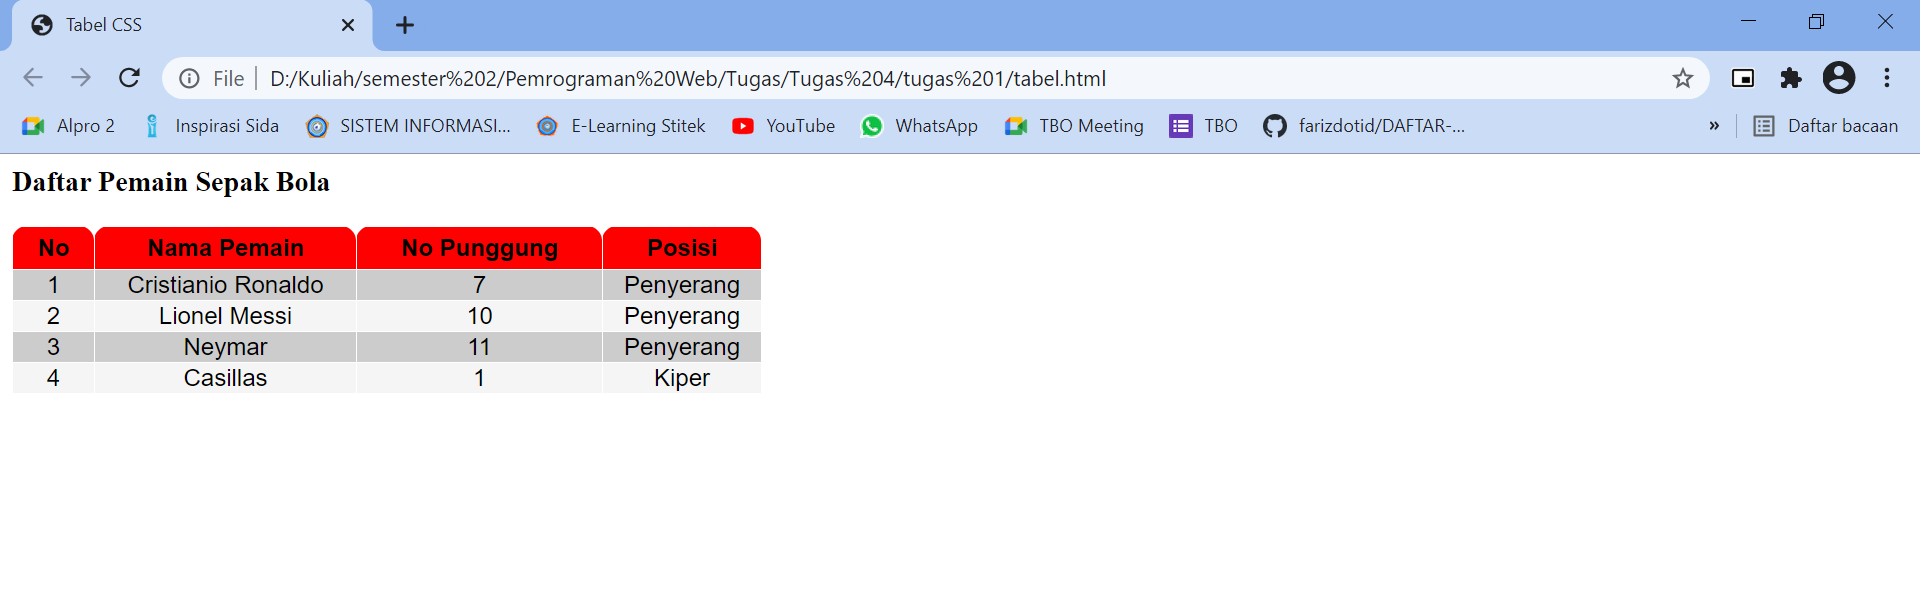 Tabel CSS
File D:/Kuliah/semester%202/Pemrograman%20Web/Tugas/Tugas%204/tugas%201/tabel.html
Alpro 2 Inspirasi Sida SISTEM INFORMASI... E-Learning Stitek YouTube WhatsApp TBO Meeting TBO farizdotid/DAFTAR-... » Daftar bacaan
Daftar Pemain Sepak Bola
No Nama Pemain No Punggung Posisi
1 Cristianio Ronaldo 7 Penyerang
2 Lionel Messi 10 Penyerang
3 Neymar 11 Penyerang
4 Casillas 1 Kiper